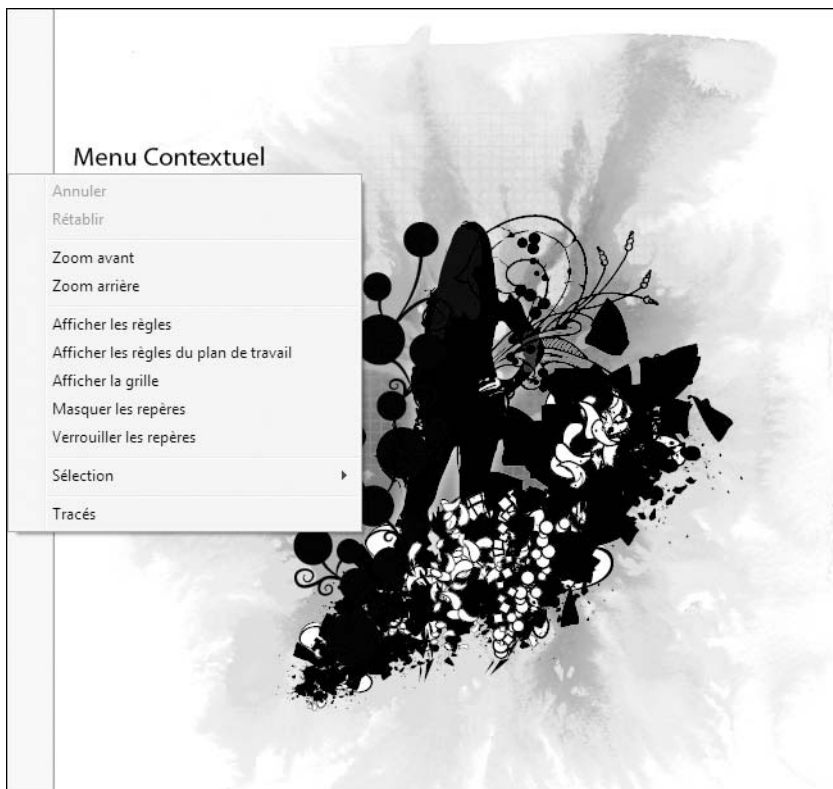 Menu Contextuel
Annuler
Rétablir
Zoom avant
Zoom arrière
Afficher les règles
Afficher les règles du plan de travail
Afficher la grille
Masquer les repères
Verrouiller les repères
Sélection
Tracés